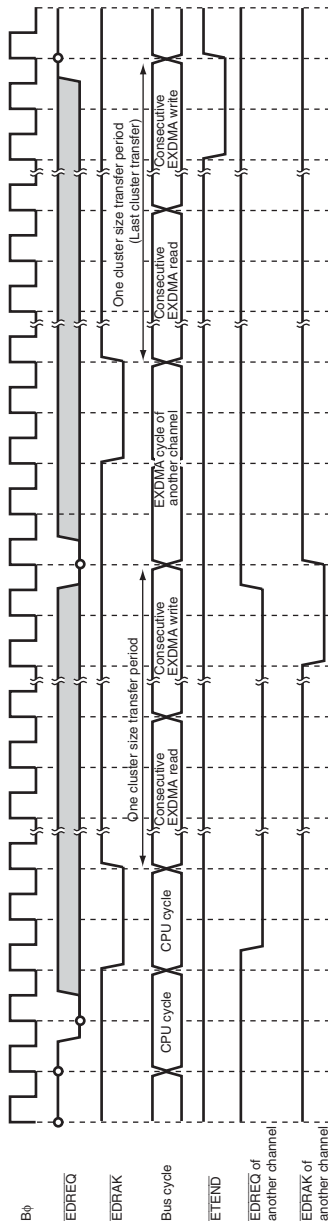 Bϕ
EDREQ
EDRAK
Bus cycle
ETEND
EDREQ of
another channel
EDRAK of
another channel
CPU cycle
CPU cycle
One cluster size transfer period
Consecutive
EXDMA read
Consecutive
EXDMA write
EXDMA cycle of
another channel
One cluster size transfer period
(Last cluster transfer)
Consecutive
EXDMA read
Consecutive
EXDMA write